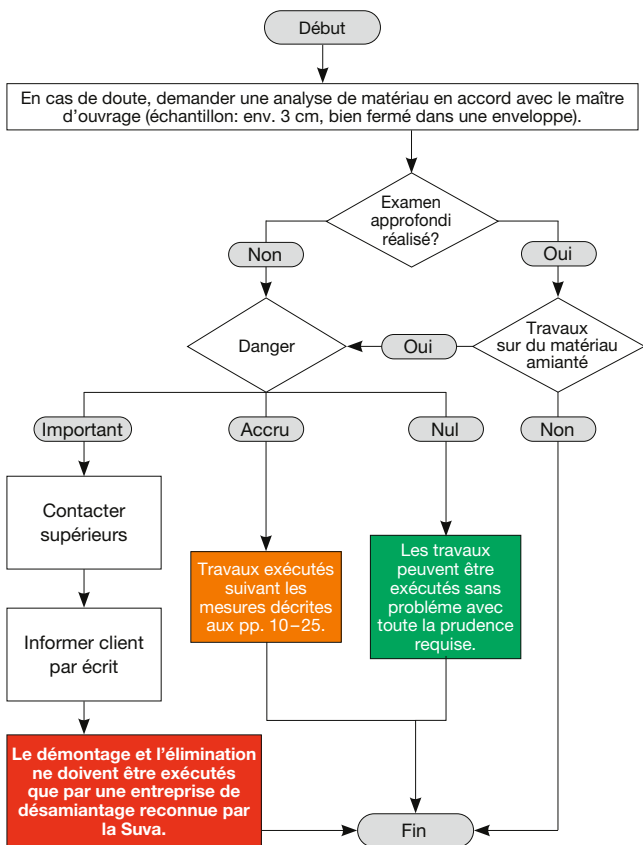 Début
En cas de doute, demander une analyse de matériau en accord avec le maître
d’ouvrage (échantillon: env. 3 cm, bien fermé dans une enveloppe).
Examen
approfondi
réalisé?
Non
Oui
Danger
Oui
Travaux
sur du matériau
amianté
Important
Accru
Nul
Non
Contacter
supérieurs
Travaux exécutés
suivant les
mesures décrites
aux pp. 10–25.
Les travaux
peuvent être
exécutés sans
probléme avec
toute la prudence
requise.
Informer client
par écrit
Le démontage et l’élimination
ne doivent être exécutés
que par une entreprise de
désamiantage reconnue par
la Suva.
Fin